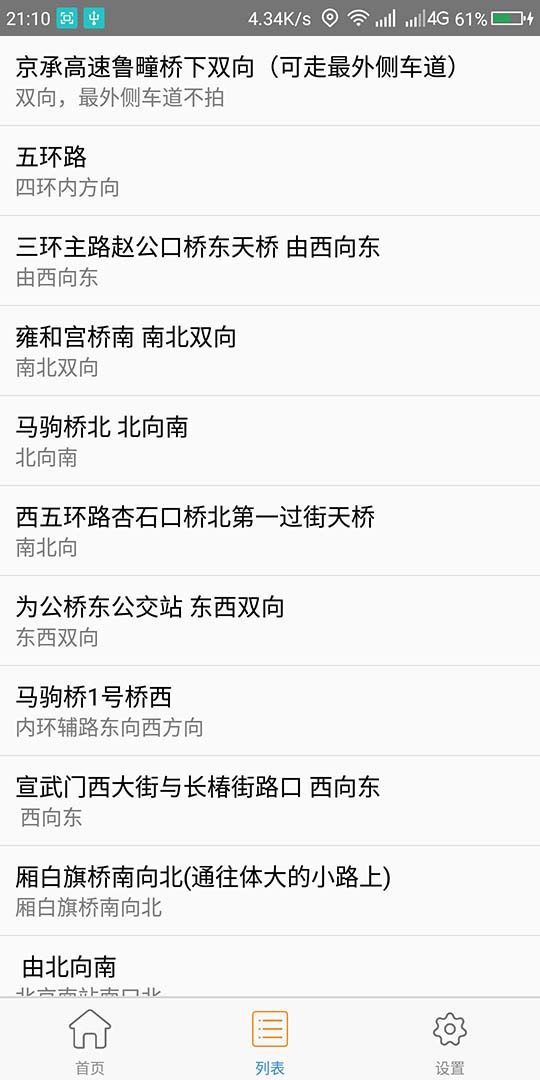 21:10 4.34K/s 4G 61%
京承高速鲁疃桥下双向（可走最外侧车道）
双向，最外侧车道不拍
五环路
四环内方向
三环主路赵公口桥东天桥 由西向东
由西向东
雍和宫桥南 南北双向
南北双向
马驹桥北 北向南
北向南
西五环路杏石口桥北第一过街天桥
南北向
为公桥东公交站 东西双向
东西双向
马驹桥1号桥西
内环辅路东向西方向
宣武门西大街与长椿街路口 西向东
西向东
厢白旗桥南向北(通往体大的小路上)
厢白旗桥南向北
由北向南
北京南站南口北
首页 列表 设置